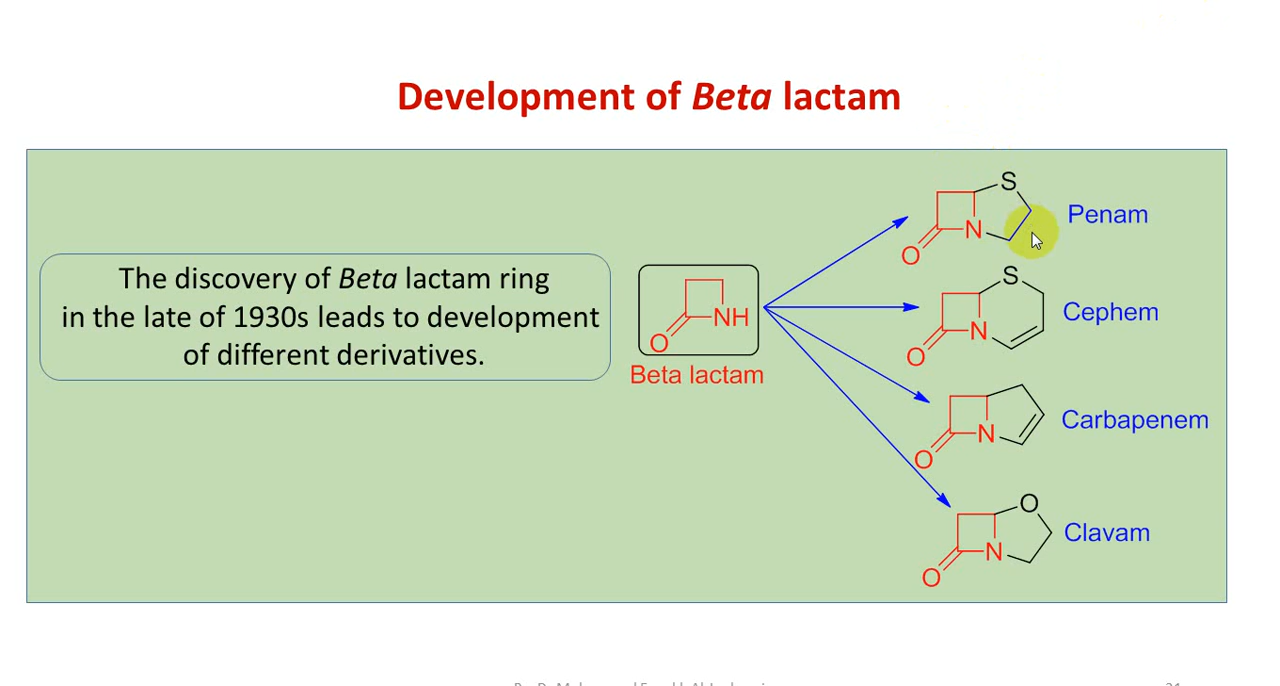 Development of Beta lactam
The discovery of Beta lactam ring
in the late of 1930s leads to development
of different derivatives.
NH
O
Beta lactam
S
N
O
Penam
S
N
O
Cephem
N
O
Carbapenem
O
N
O
Clavam